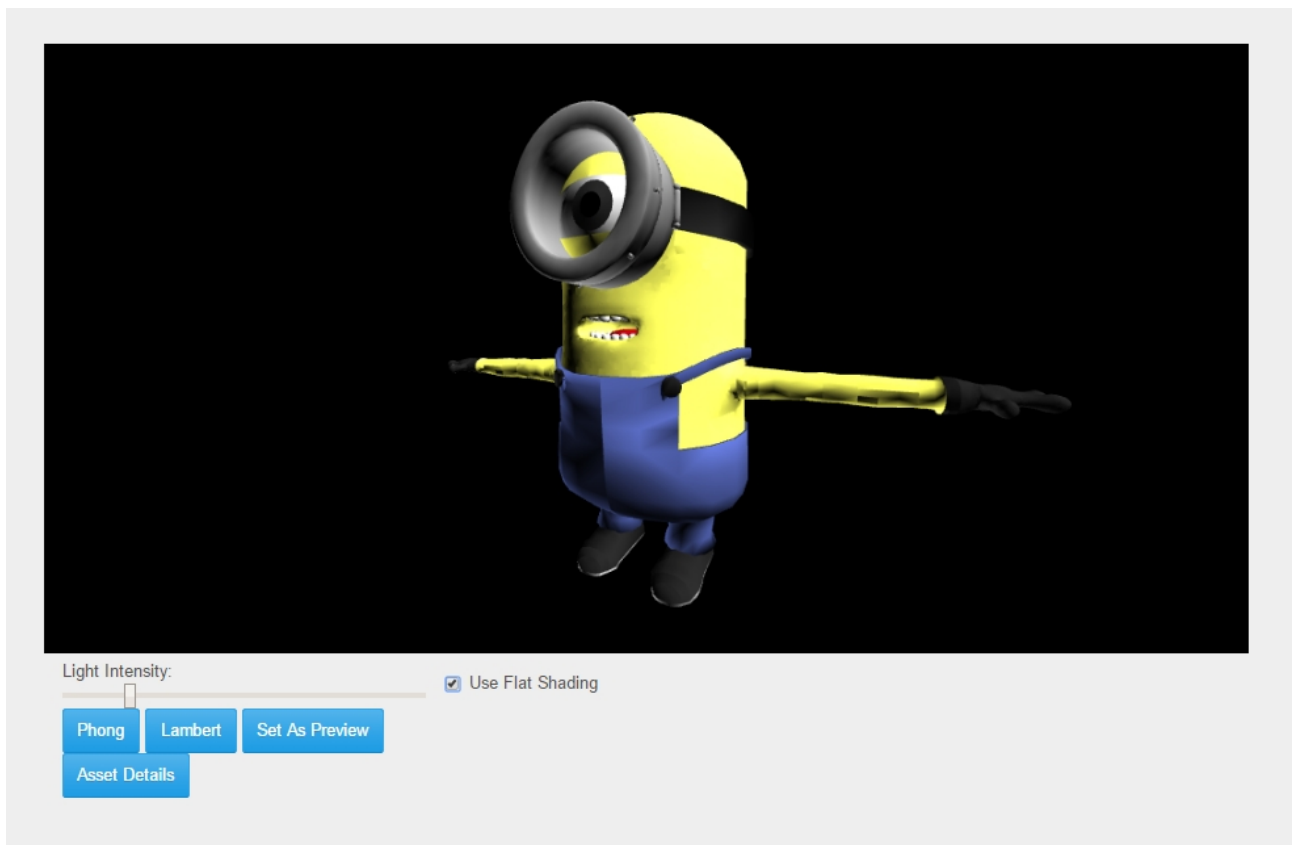 Light Intensity:
Use Flat Shading
Phong Lambert Set As Preview
Asset Details